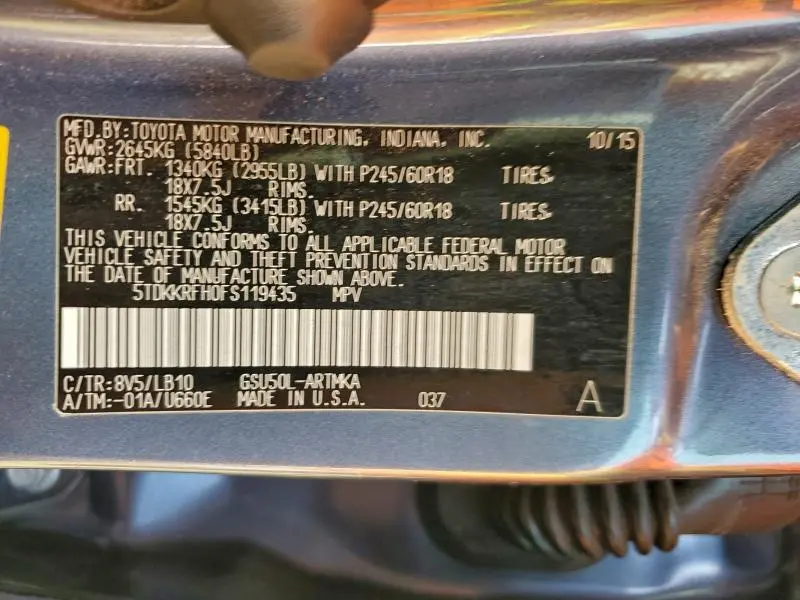 MFD.BY:TOYOTA MOTOR MANUFACTURING, INDIANA, INC. 10/15
GVWR:2645KG (5840LB)
GAWR:FRT. 1340KG (2955LB) WITH P245/60R18 TIRES.
18X7.5J RIMS.
RR. 1545KG (3415LB) WITH P245/60R18 TIRES.
18X7.5J RIMS.
THIS VEHICLE CONFORMS TO ALL APPLICABLE FEDERAL MOTOR
VEHICLE SAFETY AND THEFT PREVENTION STANDARDS IN EFFECT ON
THE DATE OF MANUFACTURE SHOWN ABOVE.
5TDKKRFH0FS119435 MPV
C/TR:8V5/LB10 GSU50L-ARTMKA
A/TM:-01A/U660E MADE IN U.S.A. 037 A